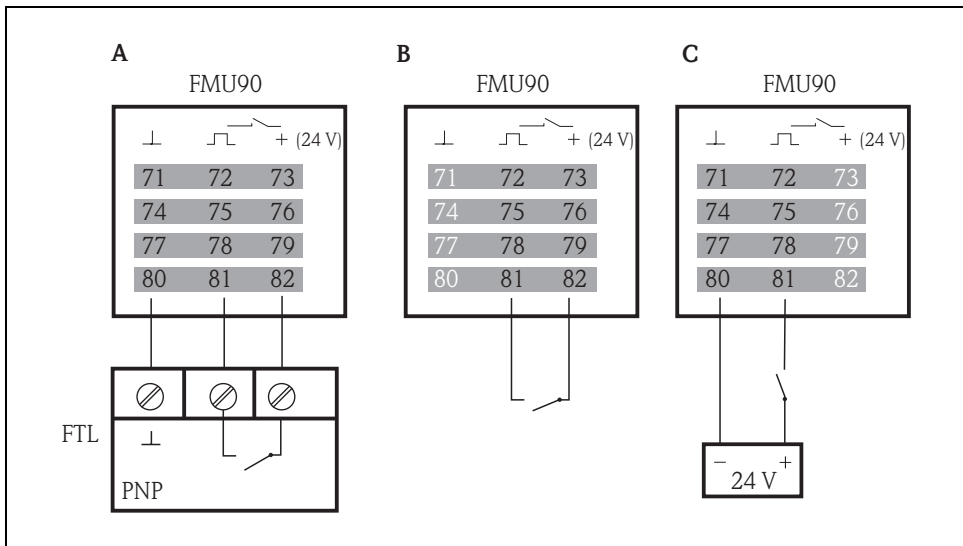 A B C
FMU90 FMU90 FMU90
+ (24 V) + (24 V) + (24 V)
71 72 73 71 72 73 71 72 73
74 75 76 74 75 76 74 75 76
77 78 79 77 78 79 77 78 79
80 81 82 80 81 82 80 81 82
FTL
PNP
- +
24 V